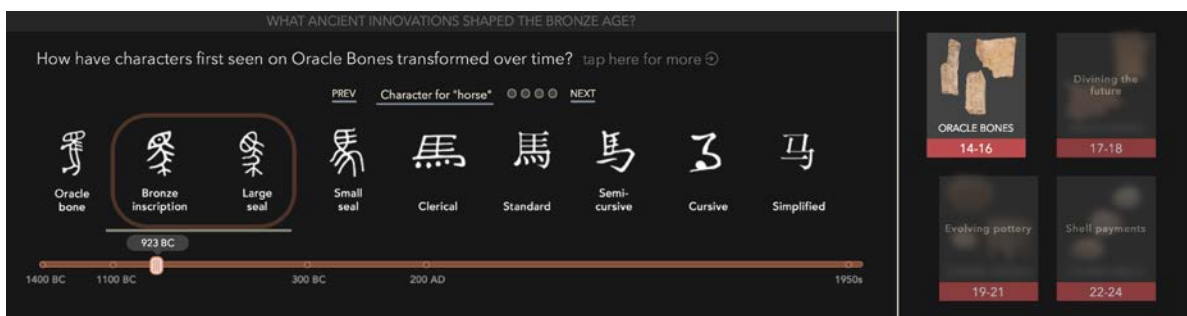 WHAT ANCIENT INNOVATIONS SHAPED THE BRONZE AGE?
How have characters first seen on Oracle Bones transformed over time? tap here for more
PREV Character for "horse" NEXT
馬 馬 马
Oracle bone
Bronze inscription
Large seal
Small seal
Clerical
Standard
Semi-cursive
Cursive
Simplified
923 BC
1400 BC 1100 BC 300 BC 200 AD 1950s
ORACLE BONES
14-16
Divining the future
17-18
Evolving pottery
19-21
Shell payments
22-24